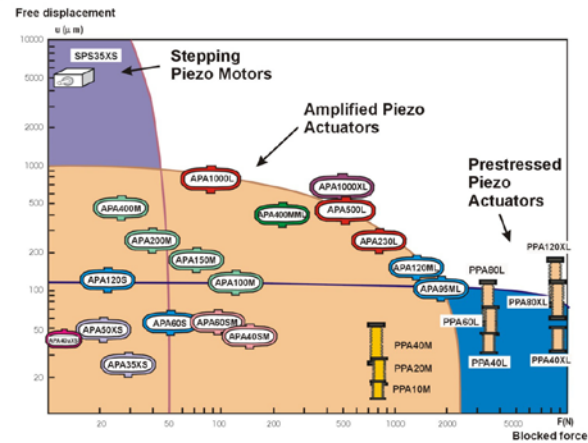 Free displacement
u (μm)
10000
5000
2000
1000
500
200
100
50
20
10
20
50
100
200
500
1000
2000
5000
F(N)
Blocked force
SPS35XS
Stepping
Piezo Motors
Amplified Piezo
Actuators
Prestressed
Piezo
Actuators
APA1000L
APA1000XL
APA400M
APA400MML
APA500L
APA200M
APA230L
APA150M
APA120ML
APA120S
APA100M
APA95ML
APA50XS
APA60S
APA60SM
APA40SM
APA35XS
PPA40M
PPA20M
PPA10M
PPA80L
PPA60L
PPA40L
PPA120XL
PPA80XL
PPA40XL